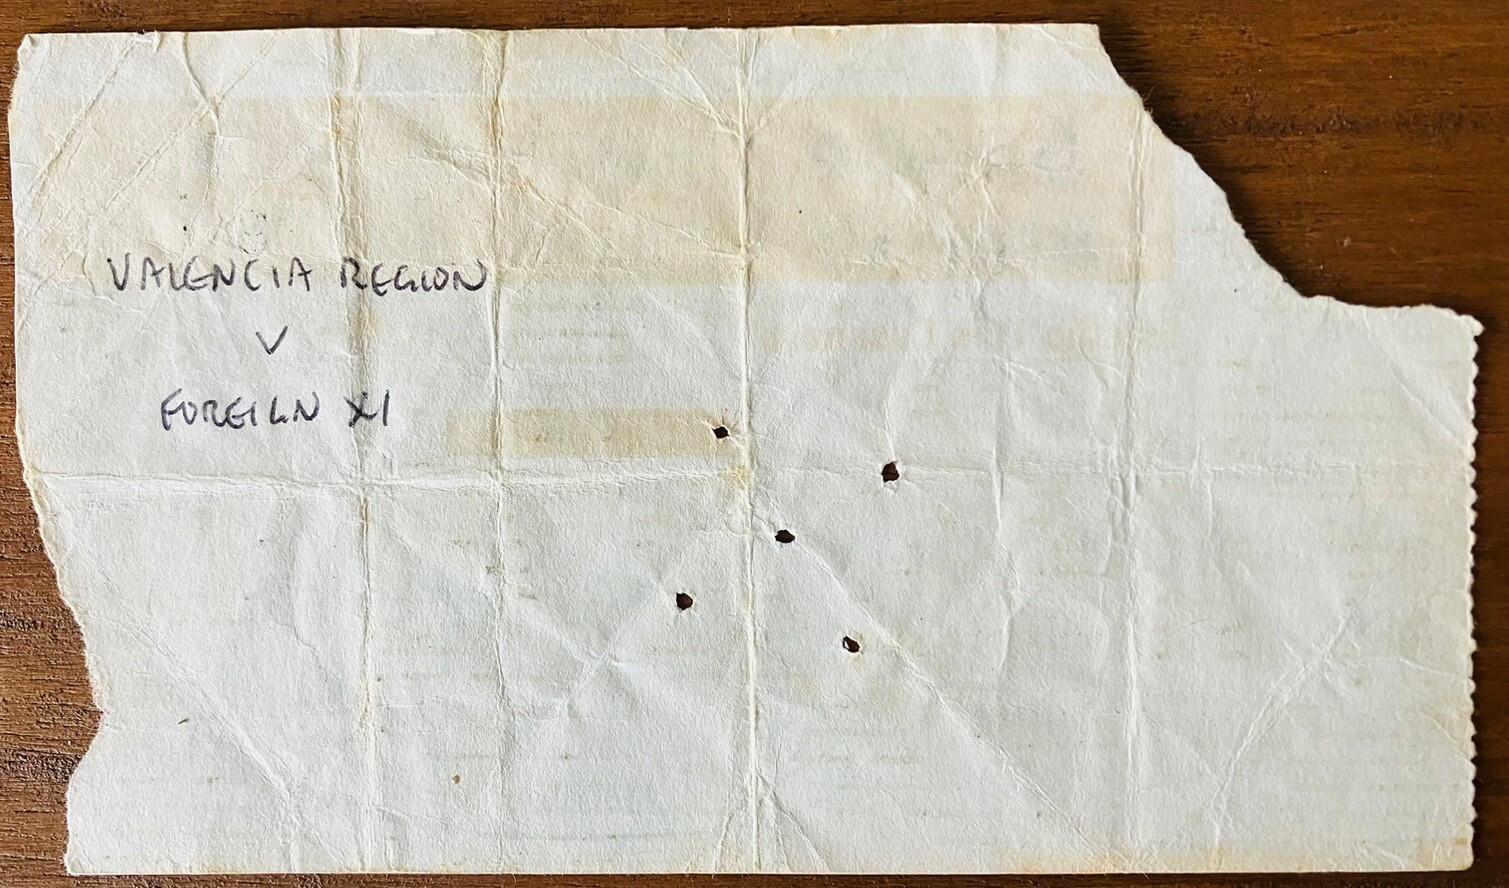 VALENCIA REGION
V
FOREIGN XI